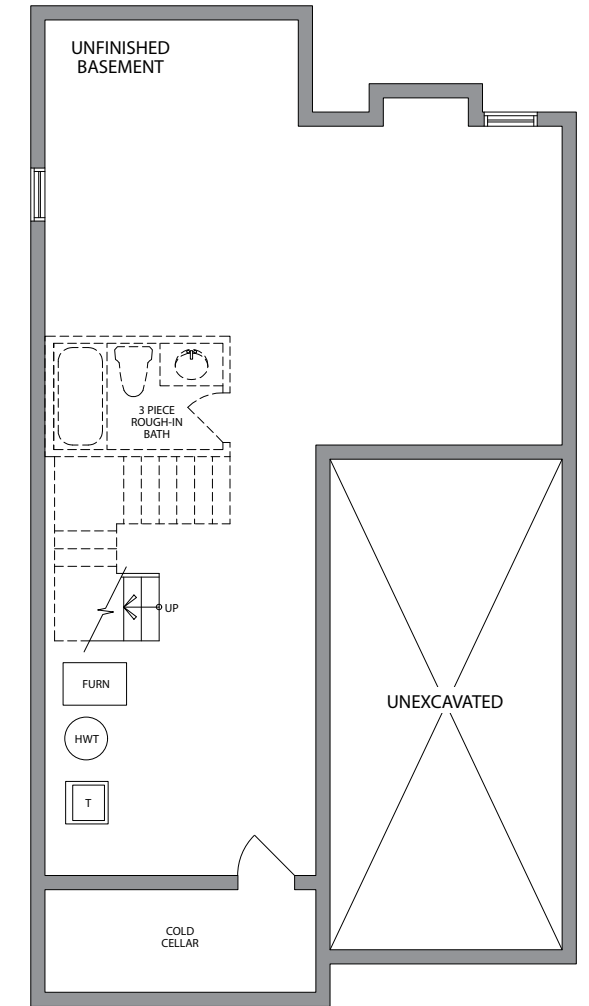 UNFINISHED
BASEMENT
3 PIECE
ROUGH-IN
BATH
UP
FURN
UNEXCAVATED
HWT
T
COLD
CELLAR